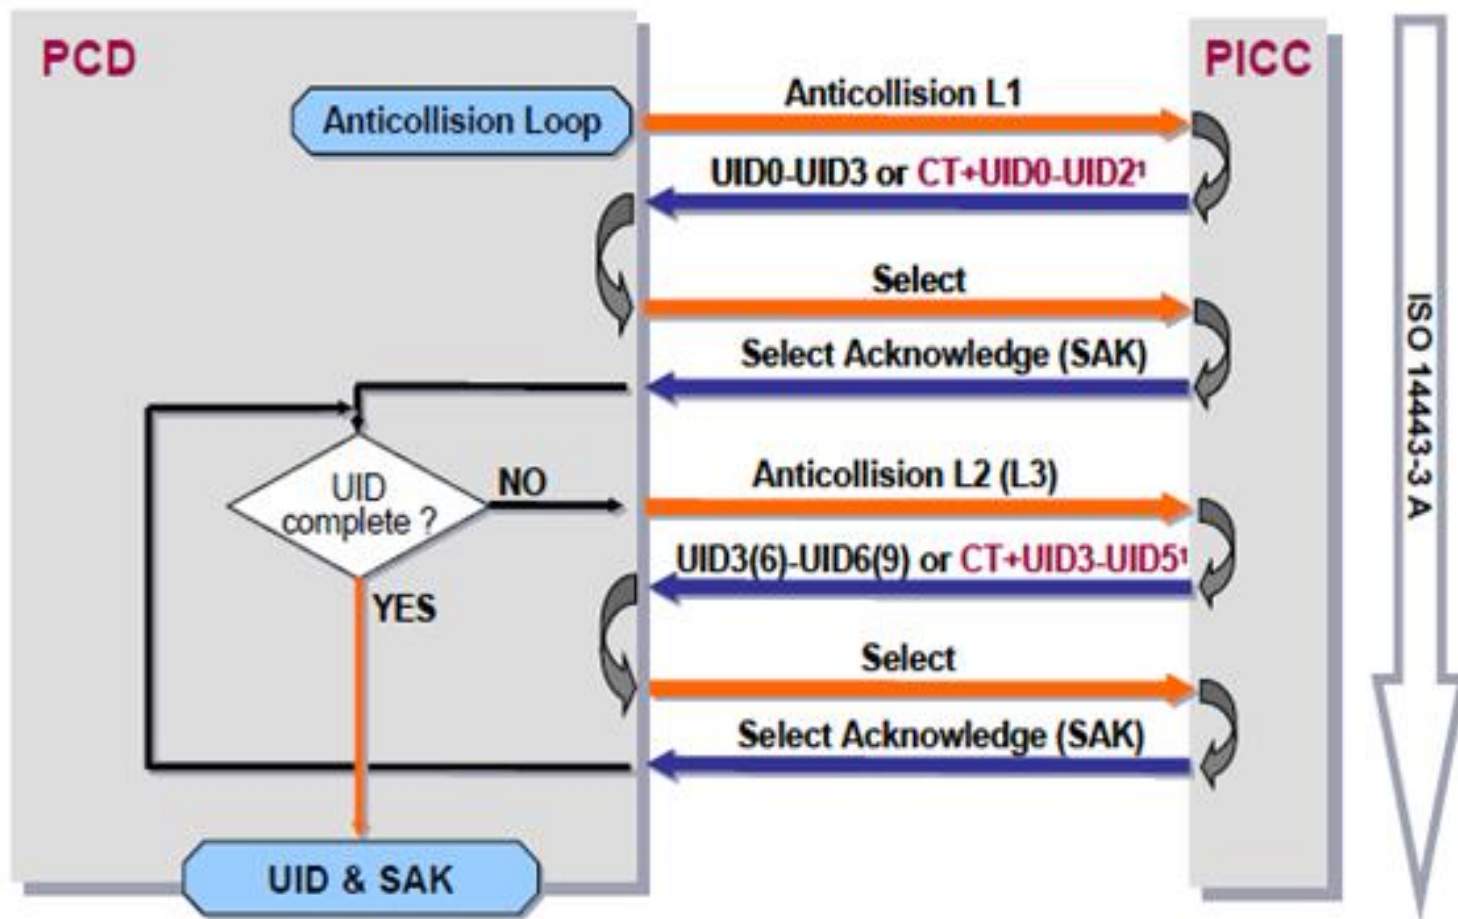 PCD
PICC
Anticollision L1
Anticollision Loop
UID0-UID3 or CT+UID0-UID2¹
Select
Select Acknowledge (SAK)
UID
complete ?
NO
Anticollision L2 (L3)
UID3(6)-UID6(9) or CT+UID3-UID5¹
YES
Select
Select Acknowledge (SAK)
UID & SAK
ISO 14443-3 A